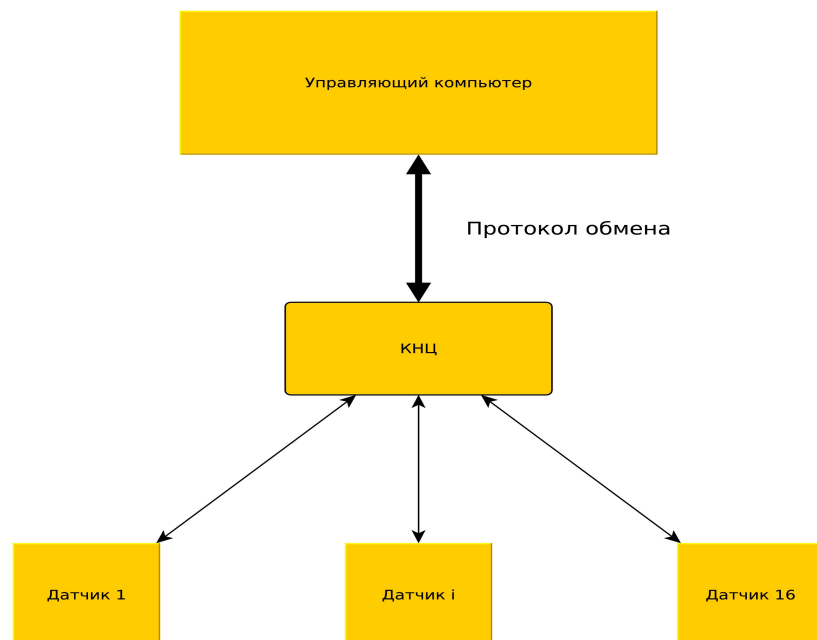 Управляющий компьютер
Протокол обмена
КНЦ
Датчик 1
Датчик i
Датчик 16